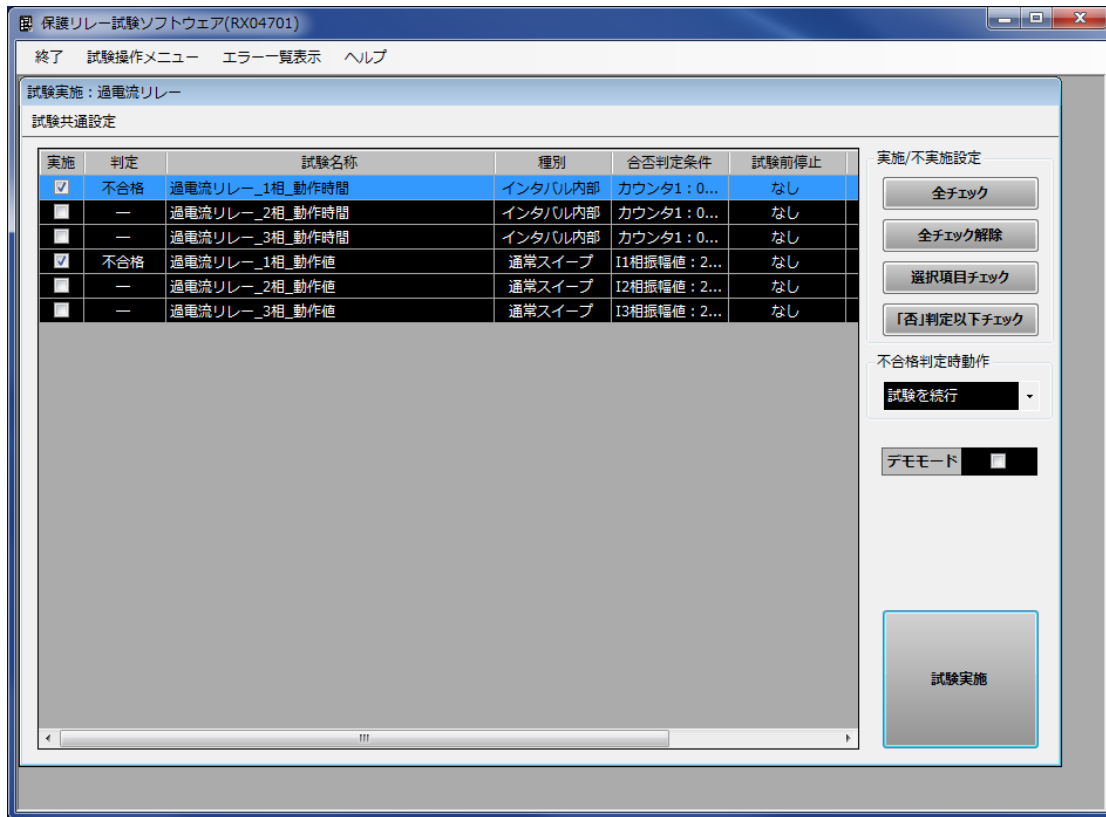 保護リレー試験ソフトウェア(RX04701)
終了 試験操作メニュー エラー一覧表示 ヘルプ
試験実施：過電流リレー
試験共通設定
実施 判定 試験名称 種別 合否判定条件 試験前停止
不合格 過電流リレー_1相_動作時間 インタバル内部 カウンタ1：0... なし
― 過電流リレー_2相_動作時間 インタバル内部 カウンタ1：0... なし
― 過電流リレー_3相_動作時間 インタバル内部 カウンタ1：0... なし
不合格 過電流リレー_1相_動作値 通常スイープ I1相振幅値：2... なし
― 過電流リレー_2相_動作値 通常スイープ I2相振幅値：2... なし
― 過電流リレー_3相_動作値 通常スイープ I3相振幅値：2... なし
実施/不実施設定
全チェック
全チェック解除
選択項目チェック
「否」判定以下チェック
不合格判定時動作
試験を続行
デモモード
試験実施